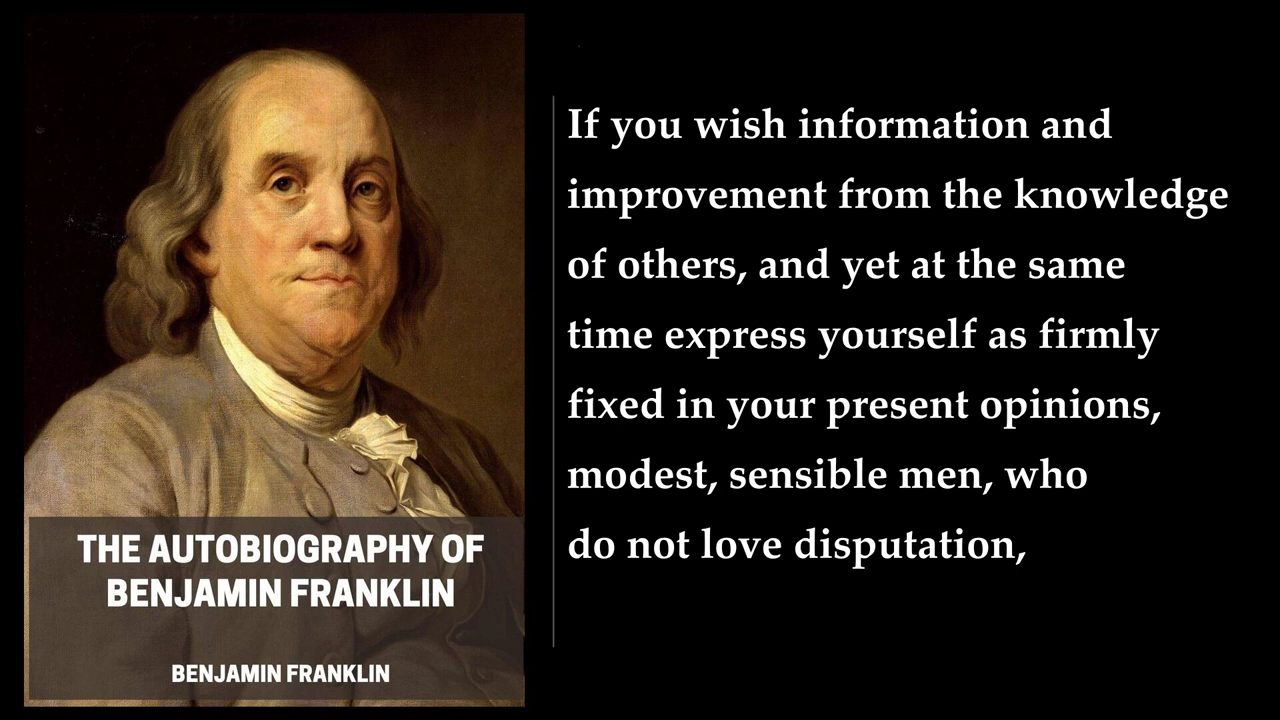 THE AUTOBIOGRAPHY OF
BENJAMIN FRANKLIN
BENJAMIN FRANKLIN
If you wish information and
improvement from the knowledge
of others, and yet at the same
time express yourself as firmly
fixed in your present opinions,
modest, sensible men, who
do not love disputation,